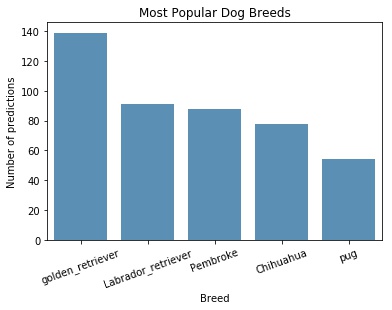 Most Popular Dog Breeds
Number of predictions
140
120
100
80
60
40
20
0
golden_retriever
Labrador_retriever
Pembroke
Chihuahua
pug
Breed